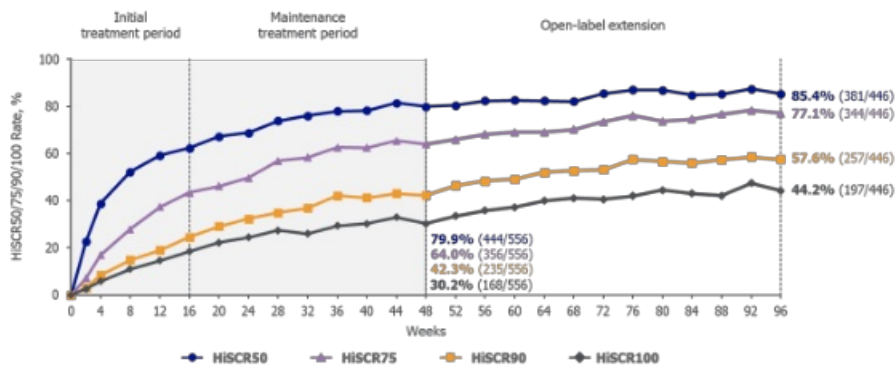 Initial
treatment period
Maintenance
treatment period
Open-label extension
HiSCR50/75/90/100 Rate, %
100
80
60
40
20
0
85.4% (381/446)
77.1% (344/446)
57.6% (257/446)
44.2% (197/446)
79.9% (444/556)
64.0% (356/556)
42.3% (235/556)
30.2% (168/556)
0 4 8 12 16 20 24 28 32 36 40 44 48 52 56 60 64 68 72 76 80 84 88 92 96
Weeks
HiSCR50 HiSCR75 HiSCR90 HiSCR100